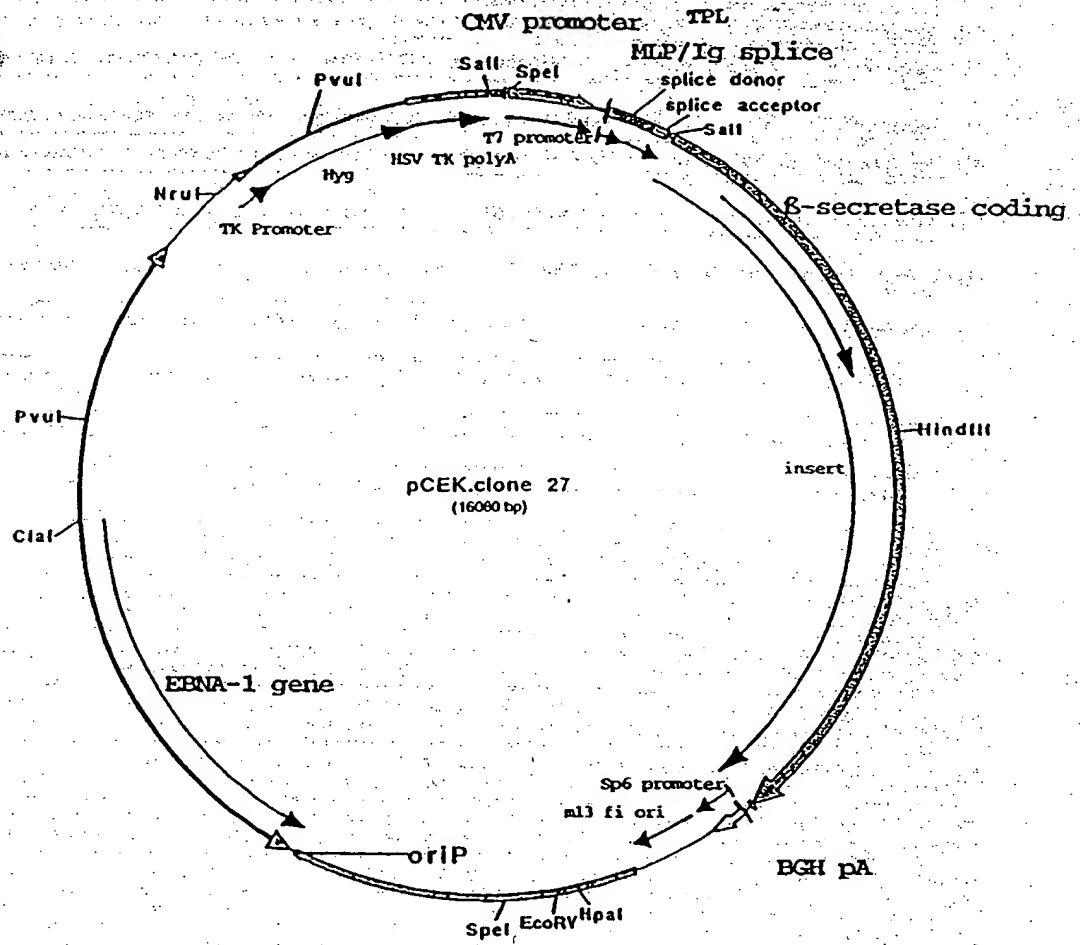 CMV promoter
TPL
MLP/Ig splice
SalI
SpeI
splice donor
splice acceptor
SalI
PvuI
T7 promoter
HSV TK polyA
Hyg
NruI
TK Promoter
ß-secretase coding
PvuI
HindIII
insert
pCEK.clone 27
(16080 bp)
ClaI
EBNA-1 gene
Sp6 promoter
m13 fi ori
oriP
BGH pA
SpeI
EcoRV
HpaI